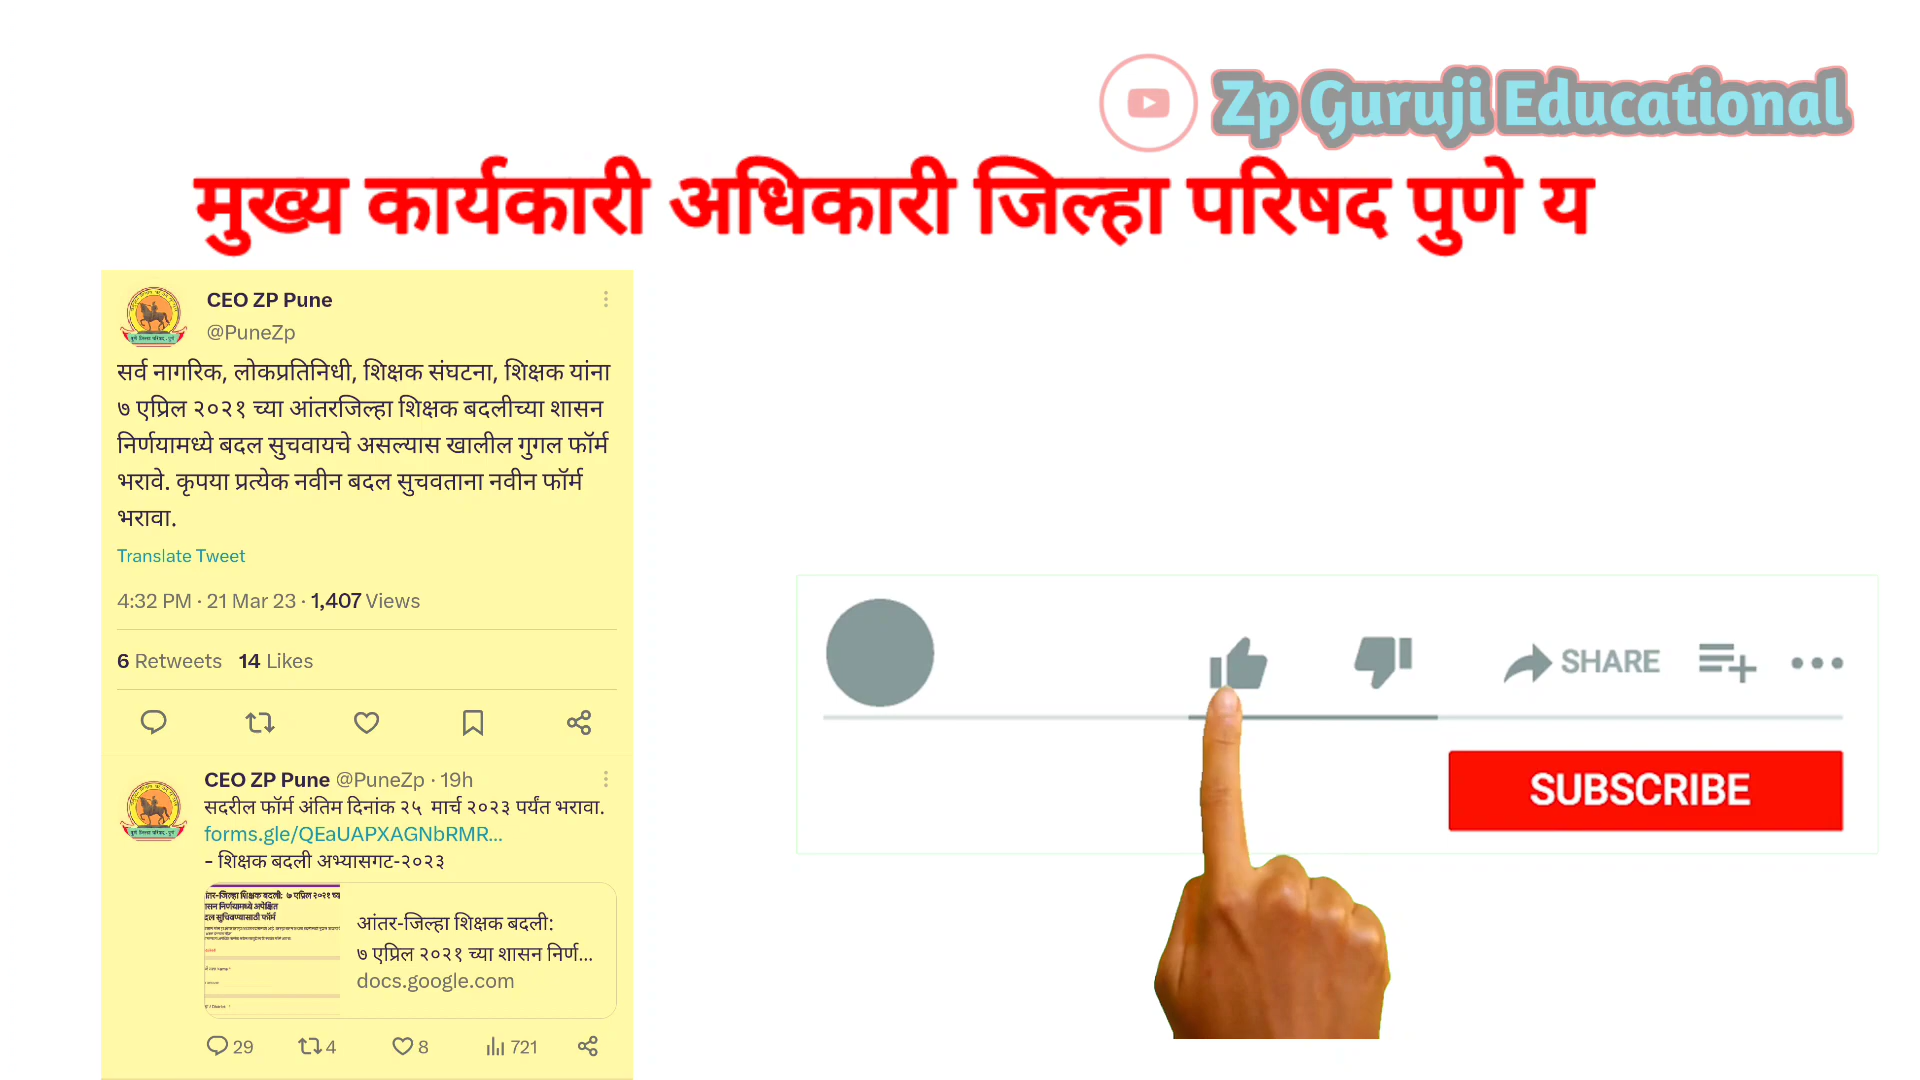 Zp Guruji Educational
मुख्य कार्यकारी अधिकारी जिल्हा परिषद पुणे य
CEO ZP Pune
@PuneZp
सर्व नागरिक, लोकप्रतिनिधी, शिक्षक संघटना, शिक्षक यांना
७ एप्रिल २०२१ च्या आंतरजिल्हा शिक्षक बदलीच्या शासन
निर्णयामध्ये बदल सुचवायचे असल्यास खालील गुगल फॉर्म
भरावे. कृपया प्रत्येक नवीन बदल सुचवताना नवीन फॉर्म
भरावा.
Translate Tweet
4:32 PM · 21 Mar 23 · 1,407 Views
6 Retweets 14 Likes
CEO ZP Pune @PuneZp · 19h
सदरील फॉर्म अंतिम दिनांक २५ मार्च २०२३ पर्यंत भरावा.
forms.gle/QEaUAPXAGNbRMR...
- शिक्षक बदली अभ्यासगट-२०२३
आंतर-जिल्हा शिक्षक बदली:
७ एप्रिल २०२१ च्या शासन निर्ण...
docs.google.com
29 4 8 721
SHARE
SUBSCRIBE